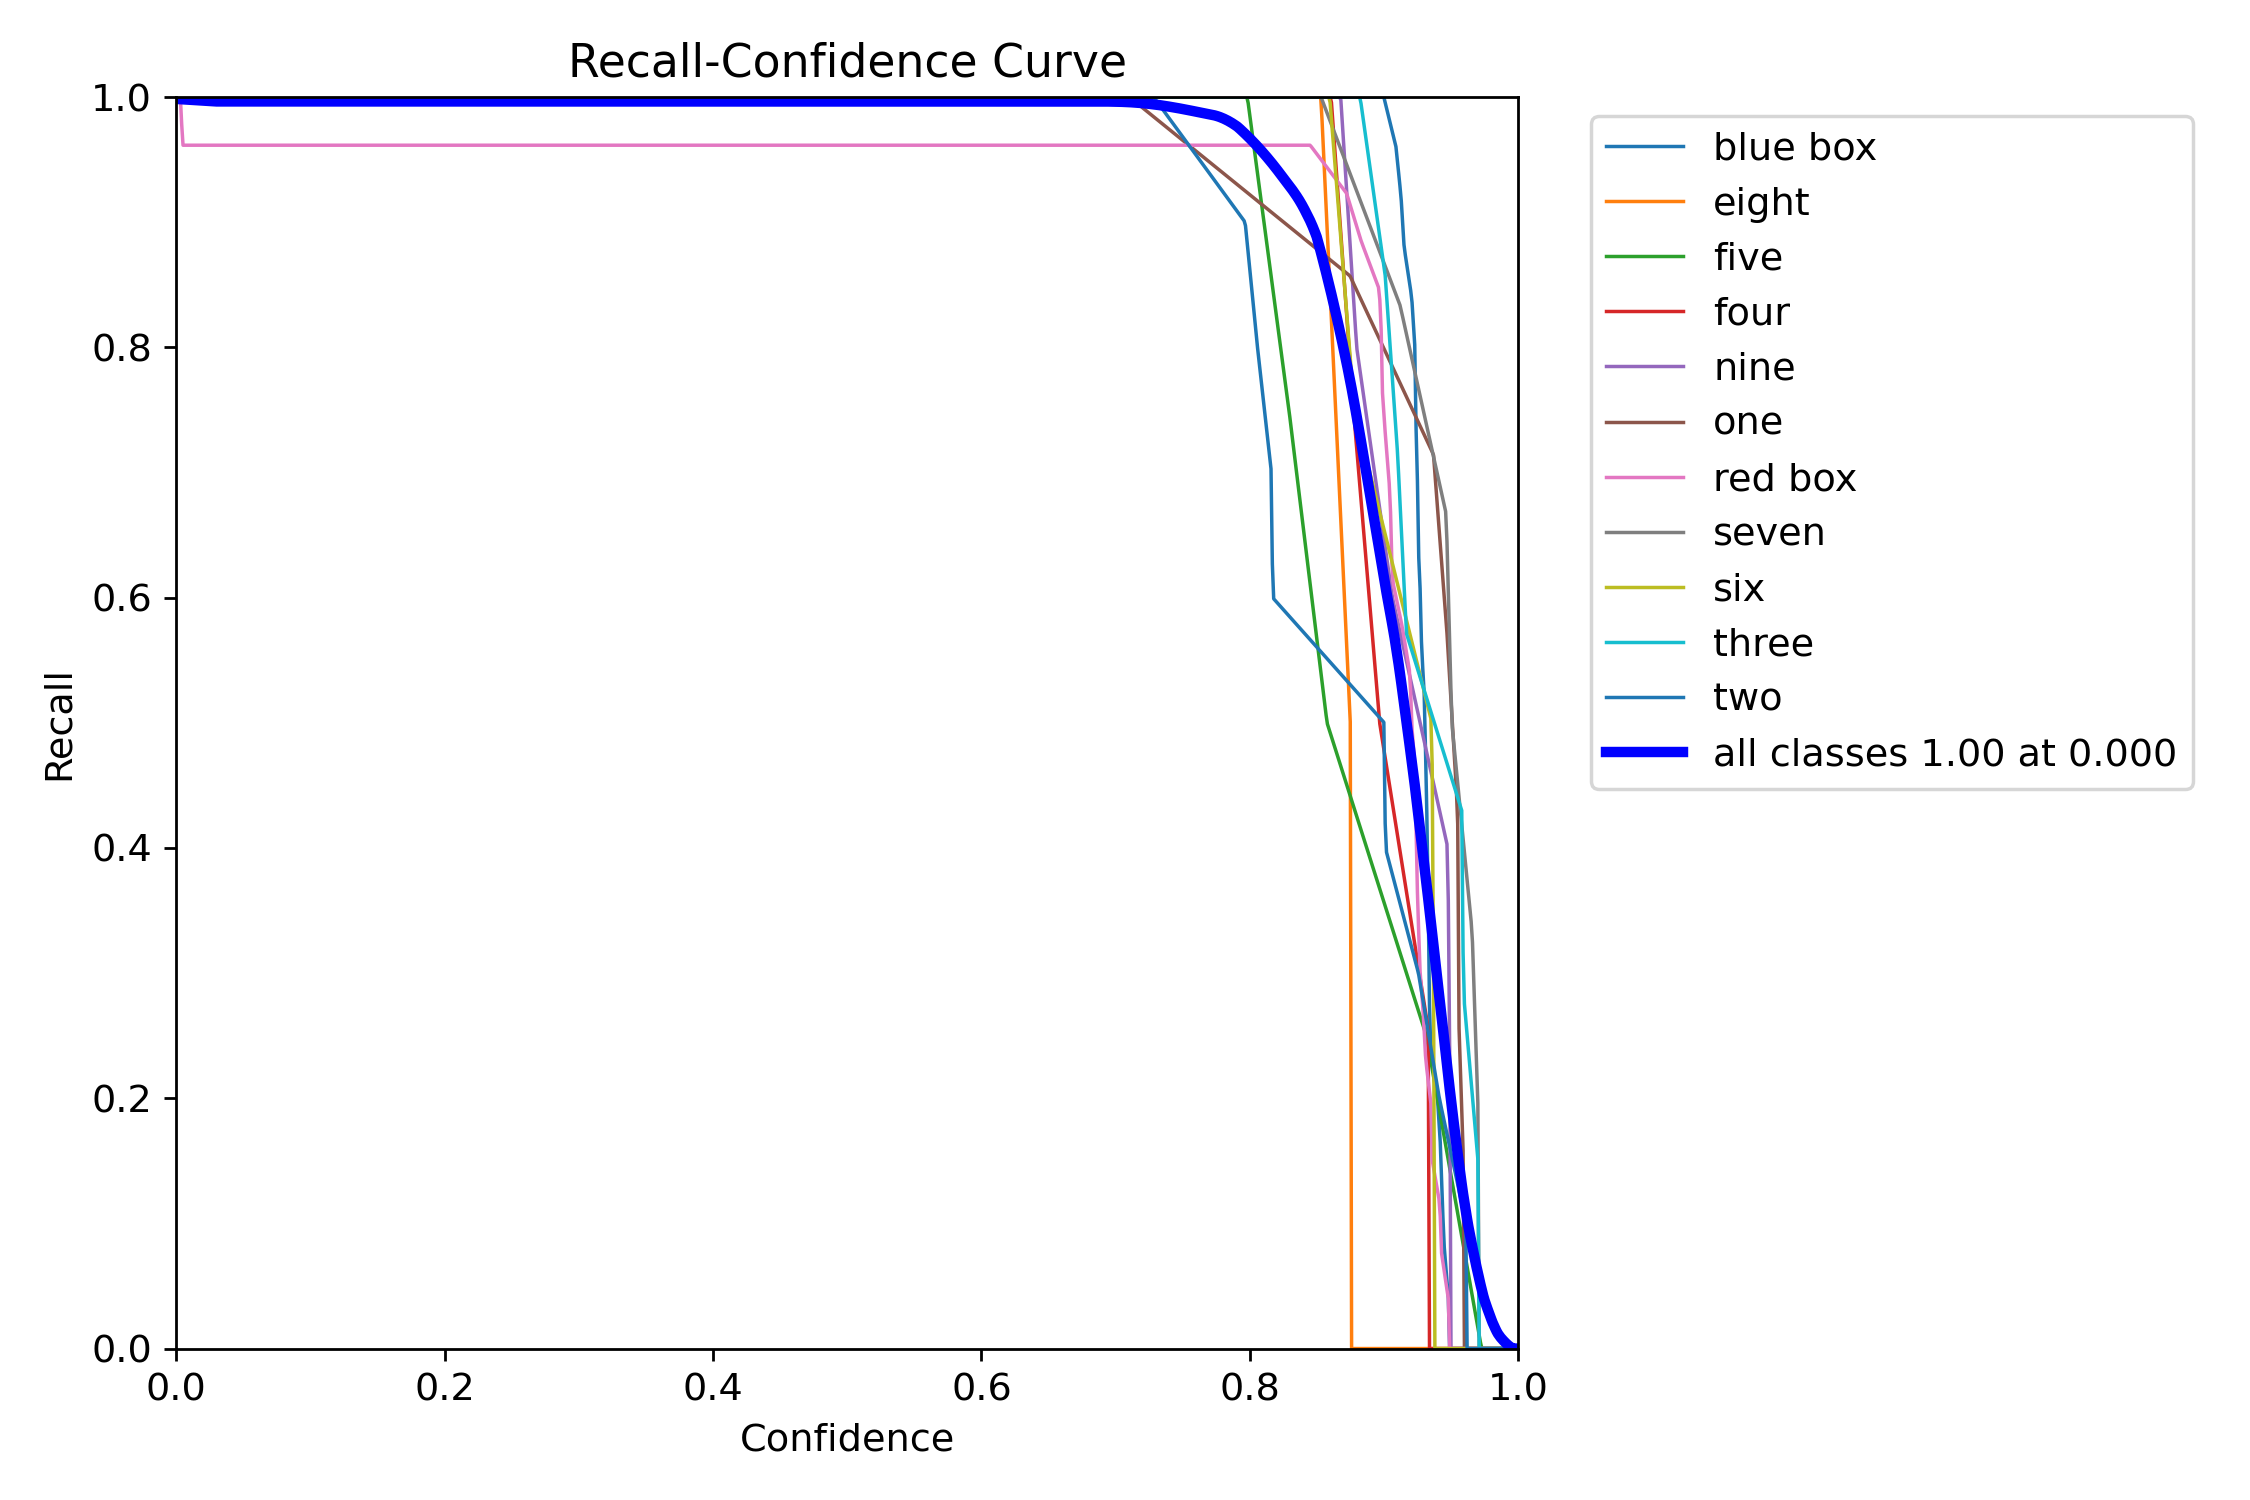 Recall-Confidence Curve
1.0
0.8
0.6
0.4
0.2
0.0
Recall
0.0 0.2 0.4 0.6 0.8 1.0
Confidence
blue box
eight
five
four
nine
one
red box
seven
six
three
two
all classes 1.00 at 0.000